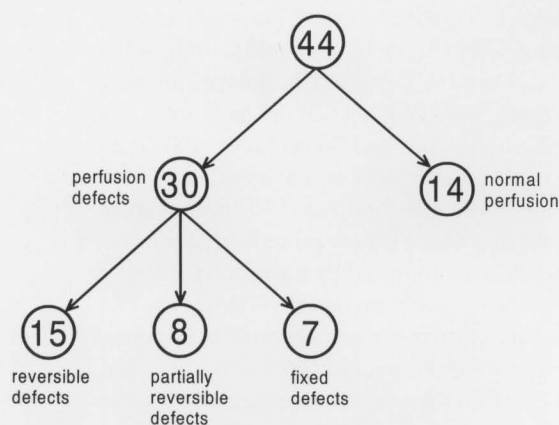 44
perfusion
defects
30
14
normal
perfusion
15
8
7
reversible
defects
partially
reversible
defects
fixed
defects